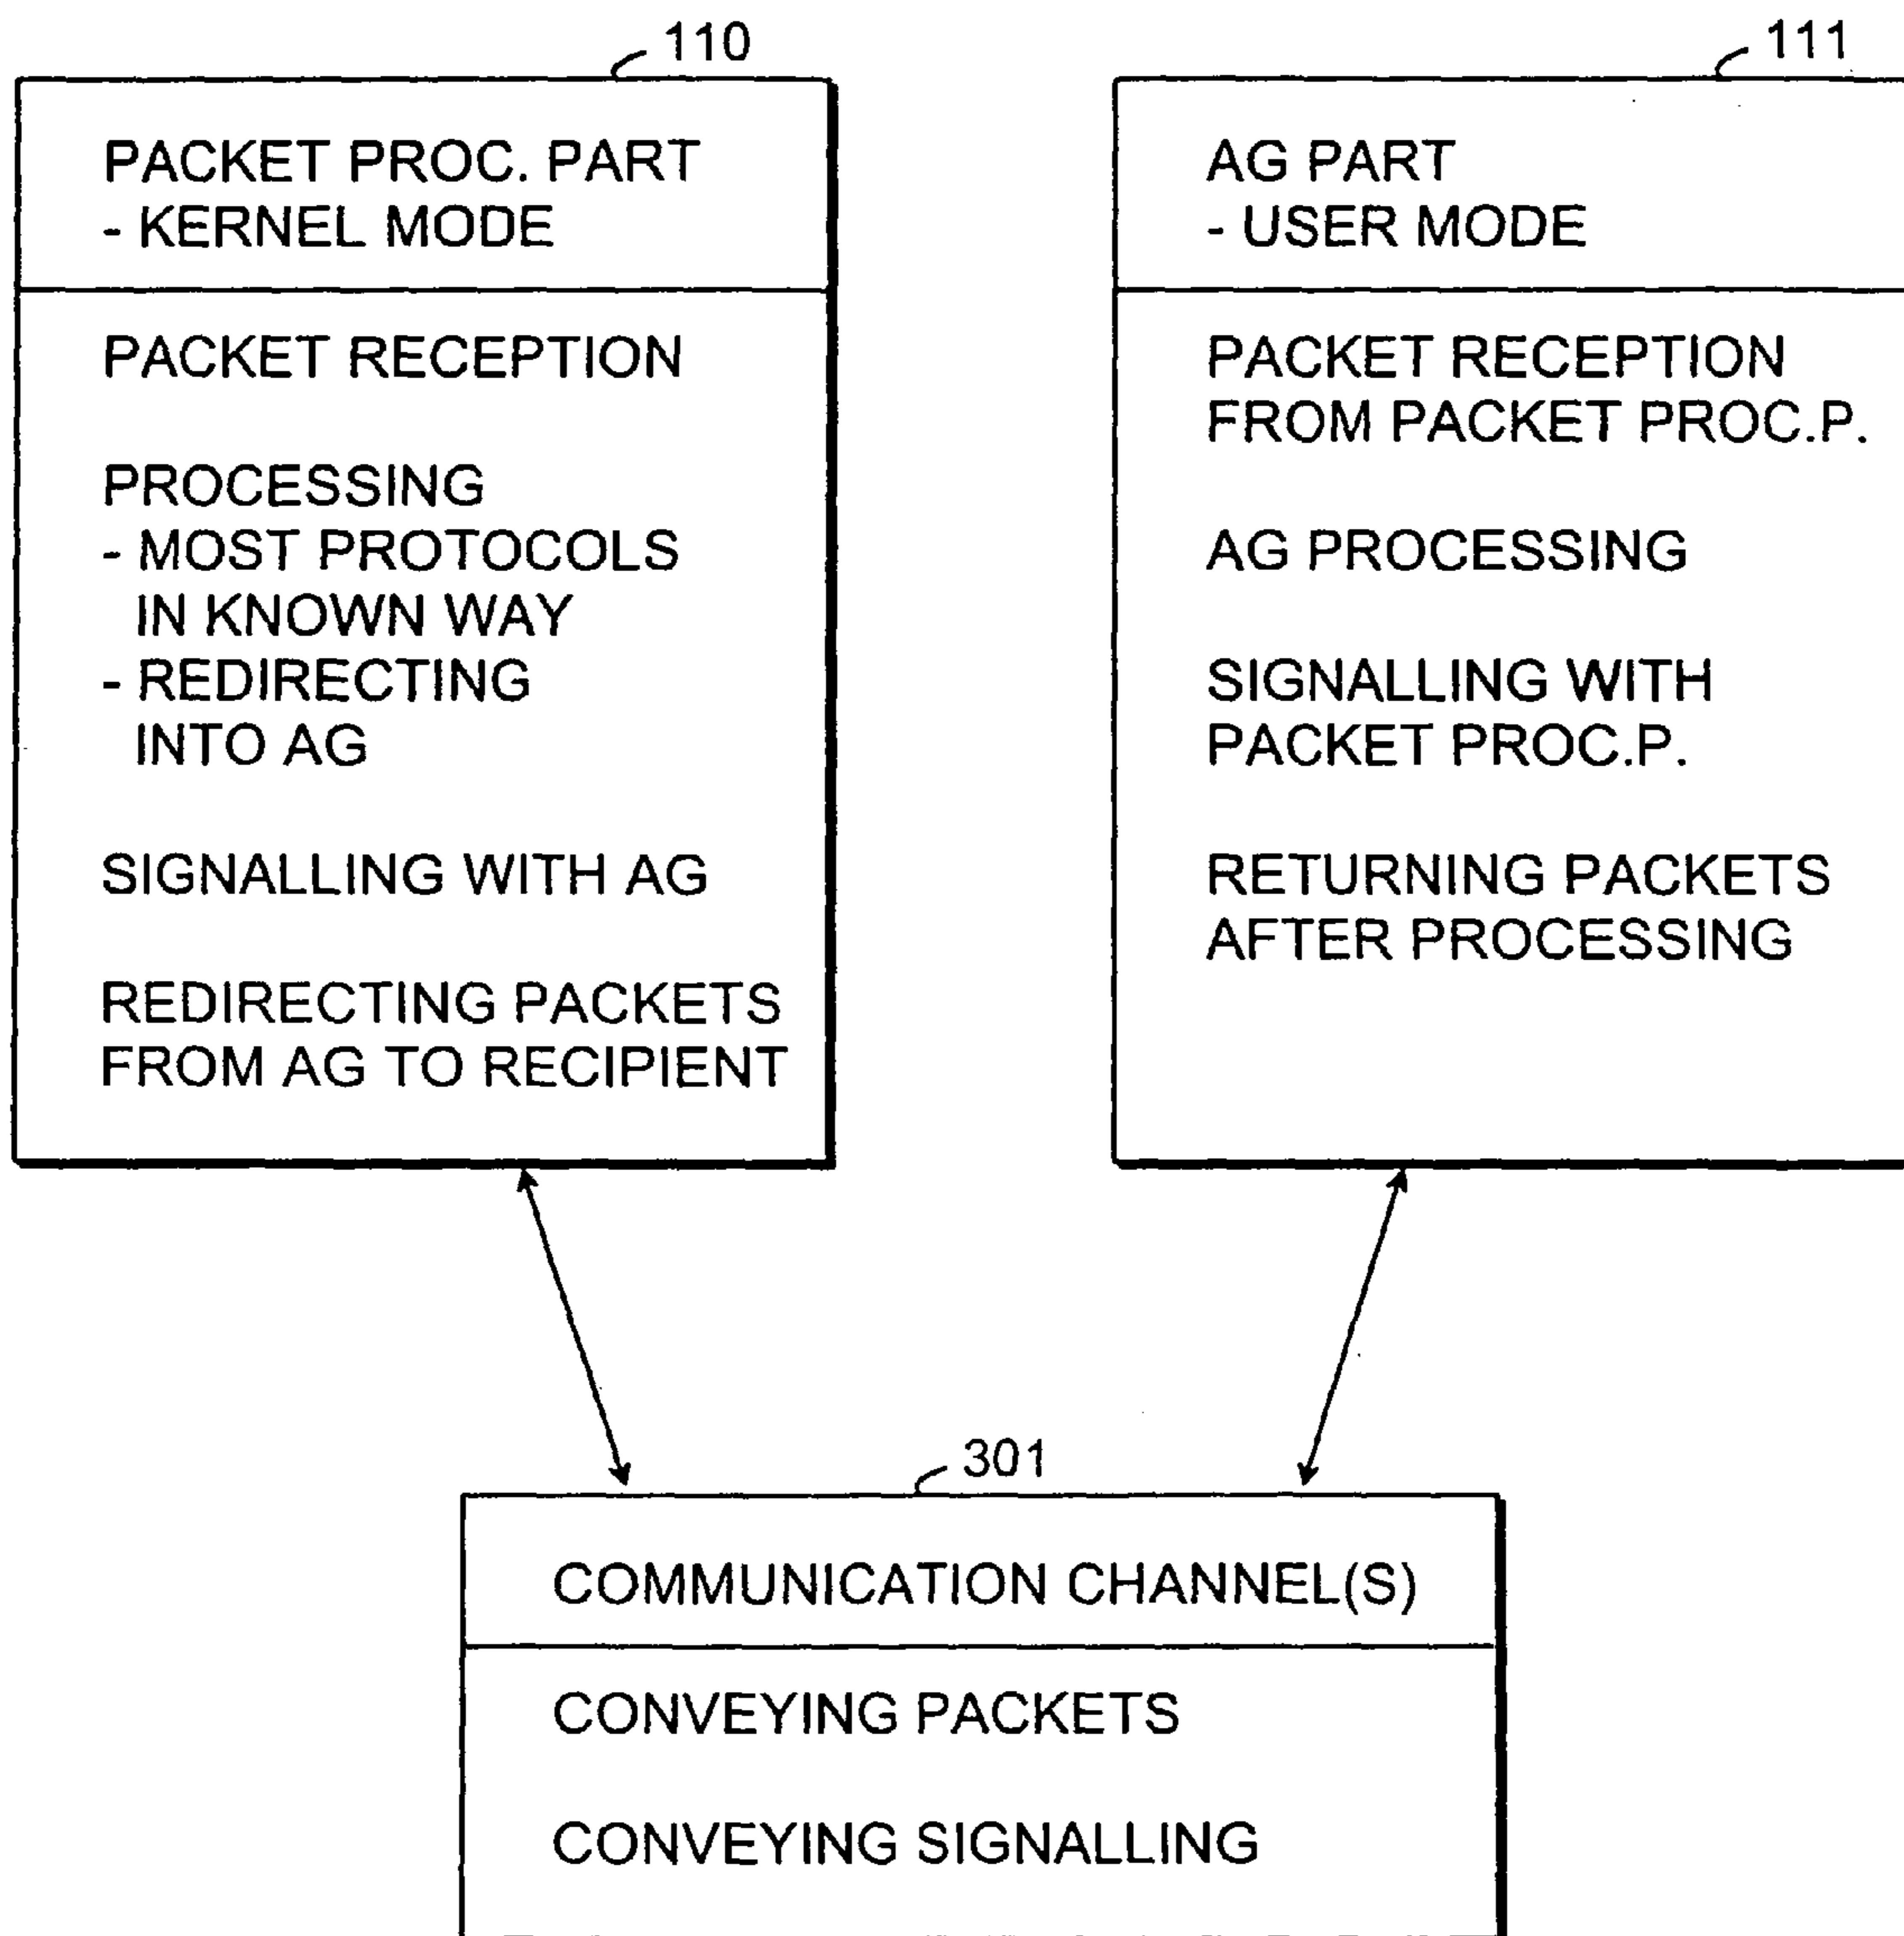 110
PACKET PROC. PART
- KERNEL MODE
PACKET RECEPTION
PROCESSING
- MOST PROTOCOLS
IN KNOWN WAY
- REDIRECTING
INTO AG
SIGNALLING WITH AG
REDIRECTING PACKETS
FROM AG TO RECIPIENT
111
AG PART
- USER MODE
PACKET RECEPTION
FROM PACKET PROC.P.
AG PROCESSING
SIGNALLING WITH
PACKET PROC.P.
RETURNING PACKETS
AFTER PROCESSING
301
COMMUNICATION CHANNEL(S)
CONVEYING PACKETS
CONVEYING SIGNALLING